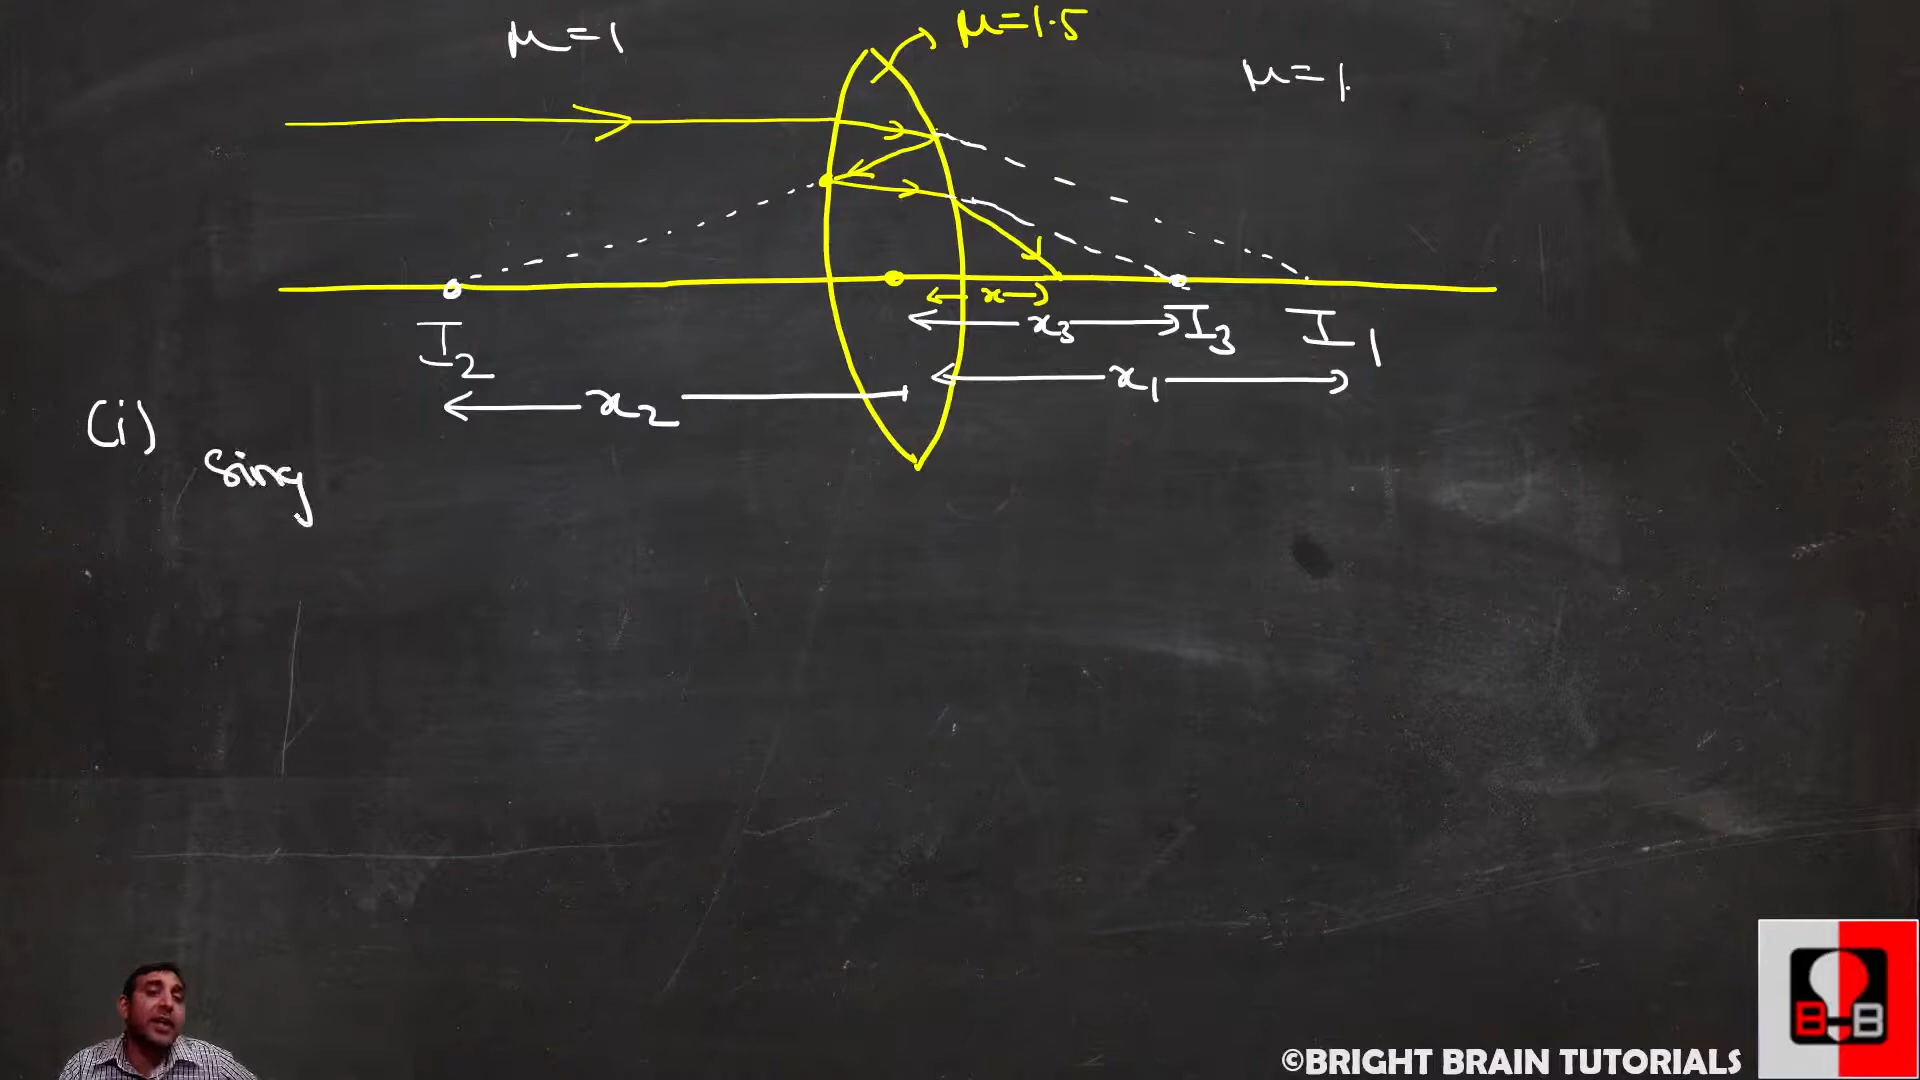 μ=1
μ=1.5
μ=1.
x
x₃
I₃
I₁
I₂
x₁
x₂
(i)
sing
B B
©BRIGHT BRAIN TUTORIALS